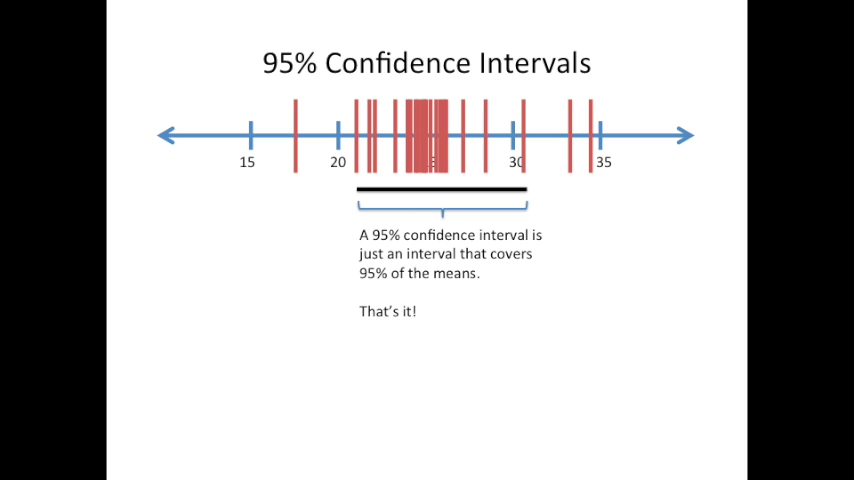 95% Confidence Intervals
15 20 25 30 35
A 95% confidence interval is
just an interval that covers
95% of the means.
That's it!